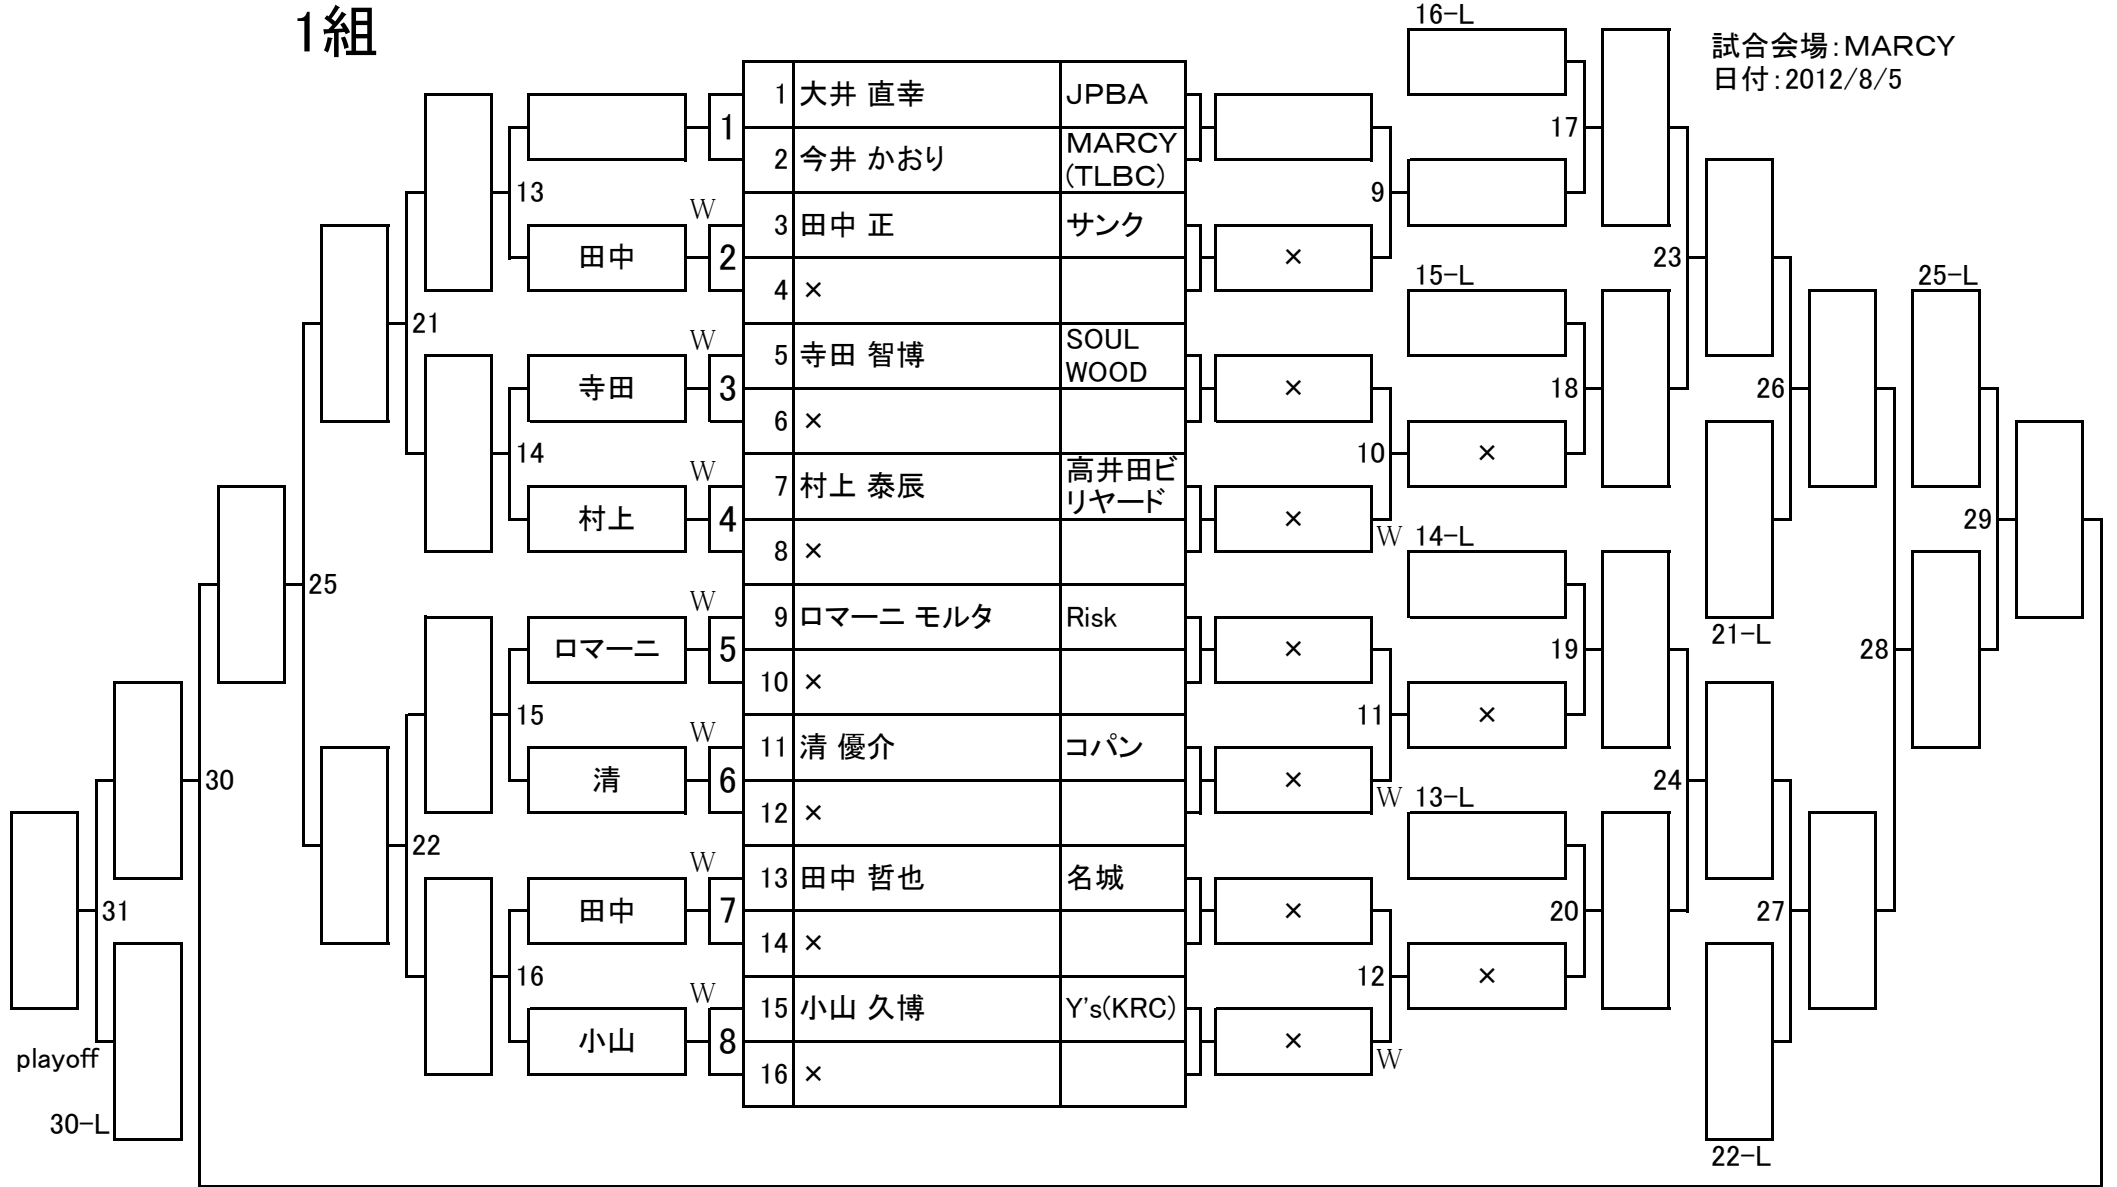 1組
試合会場：MARCY
日付：2012/8/5
1 大井 直幸 JPBA
2 今井 かおり MARCY
(TLBC)
3 田中 正 サンク
4 ×
5 寺田 智博 SOUL
WOOD
6 ×
7 村上 泰辰 高井田ビ
リヤード
8 ×
9 ロマーニ モルタ Risk
10 ×
11 清 優介 コパン
12 ×
13 田中 哲也 名城
14 ×
15 小山 久博 Y's(KRC)
16 ×
1
W
2
田中
W
3
寺田
W
4
村上
W
5
ロマーニ
W
6
清
W
7
田中
W
8
小山
13
14
15
16
21
22
25
30
31
playoff
30-L
×
×
×
W
×
×
W
×
×
W
9
10
11
12
16-L
15-L
×
14-L
×
13-L
×
17
18
19
20
23
24
21-L
22-L
26
27
28
25-L
29